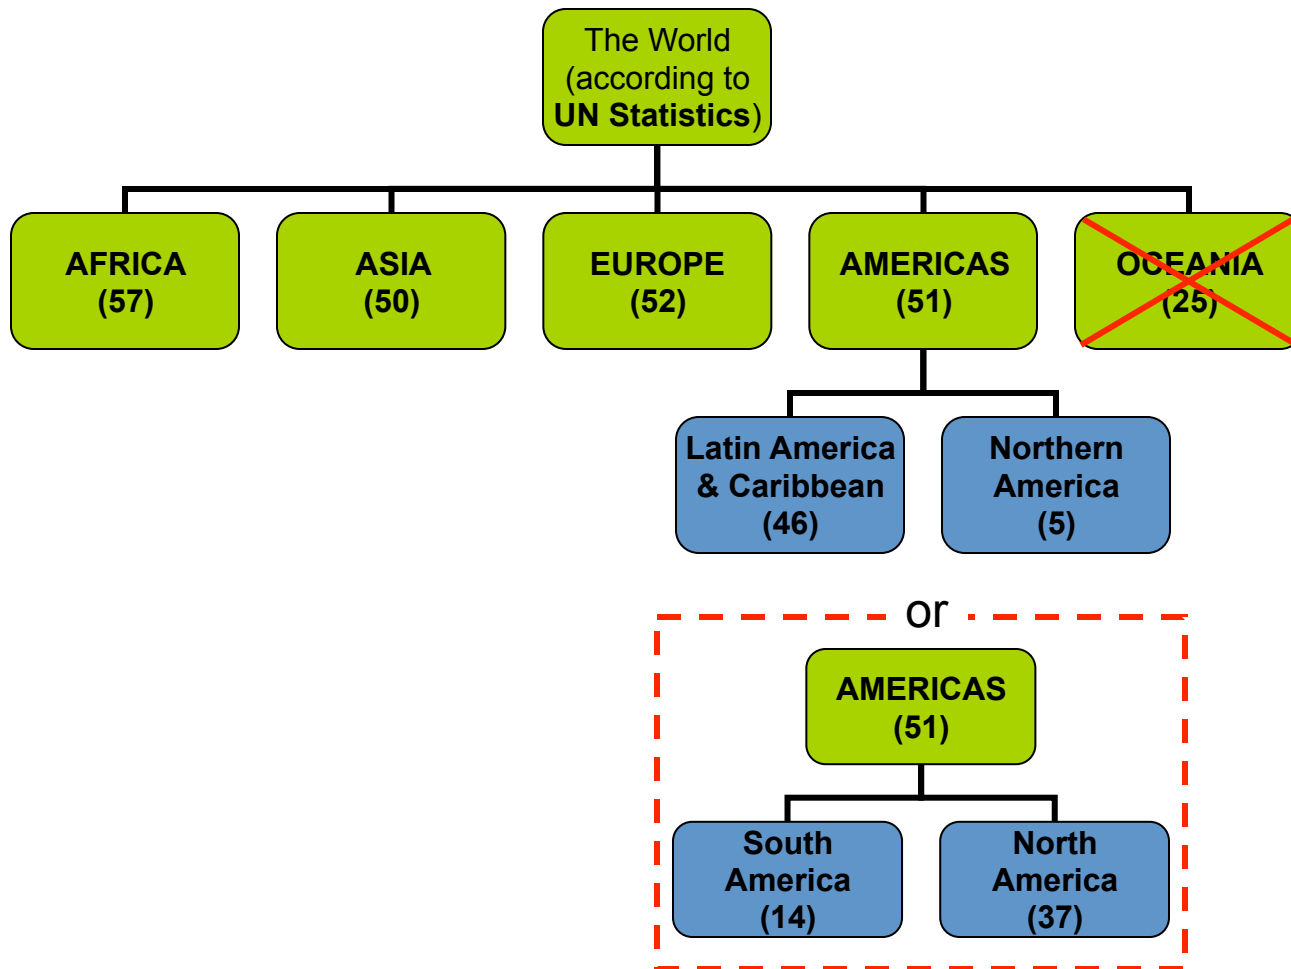 The World
(according to
UN Statistics)
AFRICA
(57)
ASIA
(50)
EUROPE
(52)
AMERICAS
(51)
OCEANIA
(25)
Latin America
& Caribbean
(46)
Northern
America
(5)
or
AMERICAS
(51)
South
America
(14)
North
America
(37)